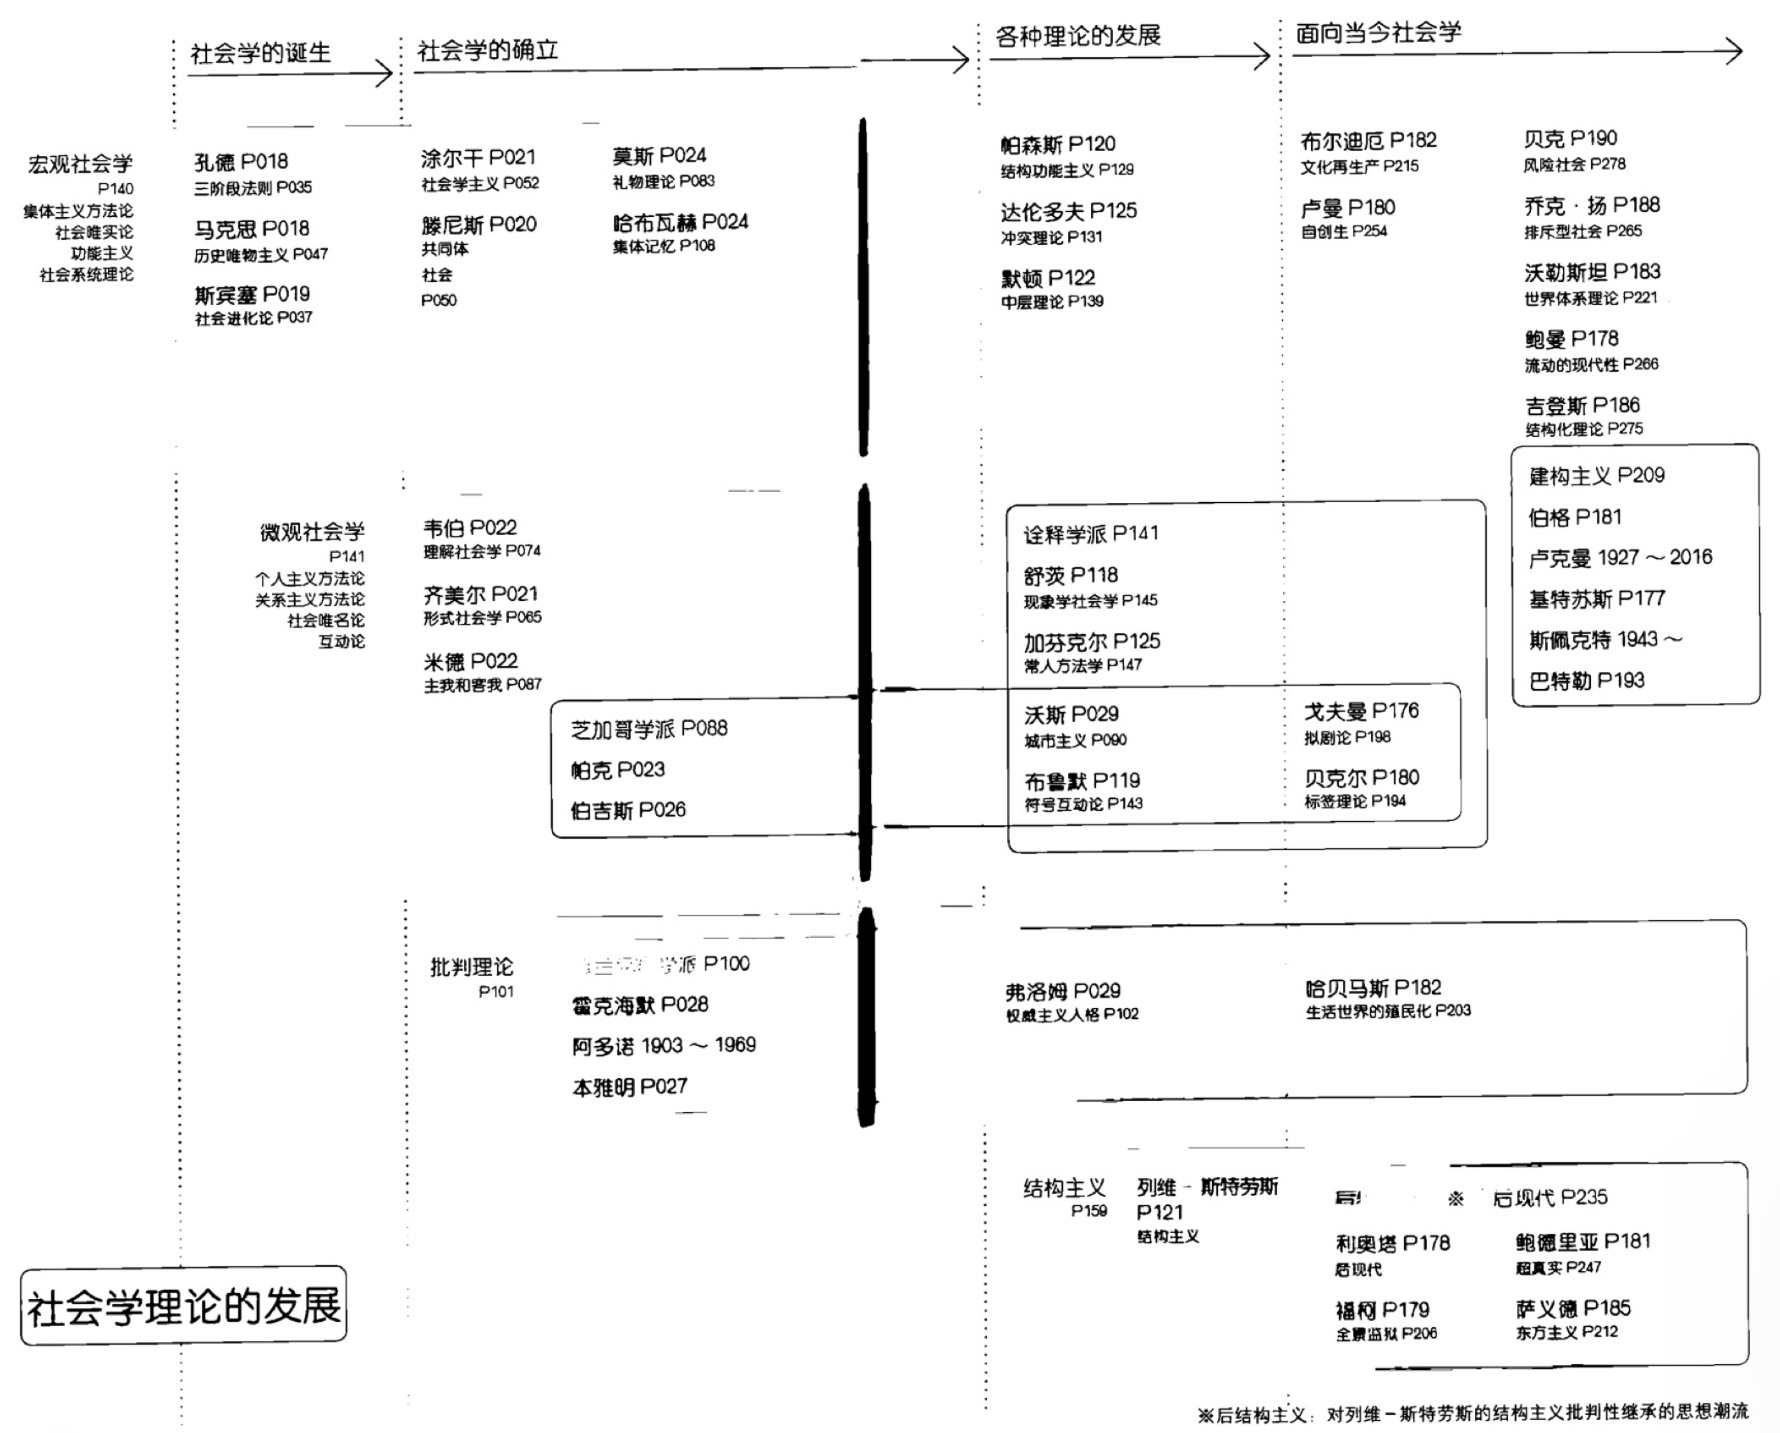 社会学的诞生
社会学的确立
各种理论的发展
面向当今社会学
宏观社会学
P140
集体主义方法论
社会唯实论
功能主义
社会系统理论
孔德 P018
三阶段法则 P035
马克思 P018
历史唯物主义 P047
斯宾塞 P019
社会进化论 P037
涂尔干 P021
社会学主义 P052
滕尼斯 P020
共同体
社会
P050
莫斯 P024
礼物理论 P083
哈布瓦赫 P024
集体记忆 P108
帕森斯 P120
结构功能主义 P129
达伦多夫 P125
冲突理论 P131
默顿 P122
中层理论 P139
布尔迪厄 P182
文化再生产 P215
卢曼 P180
自创生 P254
贝克 P190
风险社会 P278
乔克·扬 P188
排斥型社会 P265
沃勒斯坦 P183
世界体系理论 P221
鲍曼 P178
流动的现代性 P266
吉登斯 P186
结构化理论 P275
建构主义 P209
伯格 P181
卢克曼 1927～2016
基特苏斯 P177
斯佩克特 1943～
巴特勒 P193
微观社会学
P141
个人主义方法论
关系主义方法论
社会唯名论
互动论
韦伯 P022
理解社会学 P074
齐美尔 P021
形式社会学 P065
米德 P022
主我和客我 P087
芝加哥学派 P088
帕克 P023
伯吉斯 P026
诠释学派 P141
舒茨 P118
现象学社会学 P145
加芬克尔 P125
常人方法学 P147
沃斯 P029
城市主义 P090
布鲁默 P119
符号互动论 P143
戈夫曼 P176
拟剧论 P198
贝克尔 P180
标签理论 P194
批判理论
P101
学派 P100
霍克海默 P028
阿多诺 1903～1969
本雅明 P027
弗洛姆 P029
权威主义人格 P102
哈贝马斯 P182
生活世界的殖民化 P203
结构主义
P159
列维－斯特劳斯
P121
结构主义
※
后现代 P235
利奥塔 P178
后现代
福柯 P179
全景监狱 P206
鲍德里亚 P181
超真实 P247
萨义德 P185
东方主义 P212
社会学理论的发展
※后结构主义：对列维－斯特劳斯的结构主义批判性继承的思想潮流